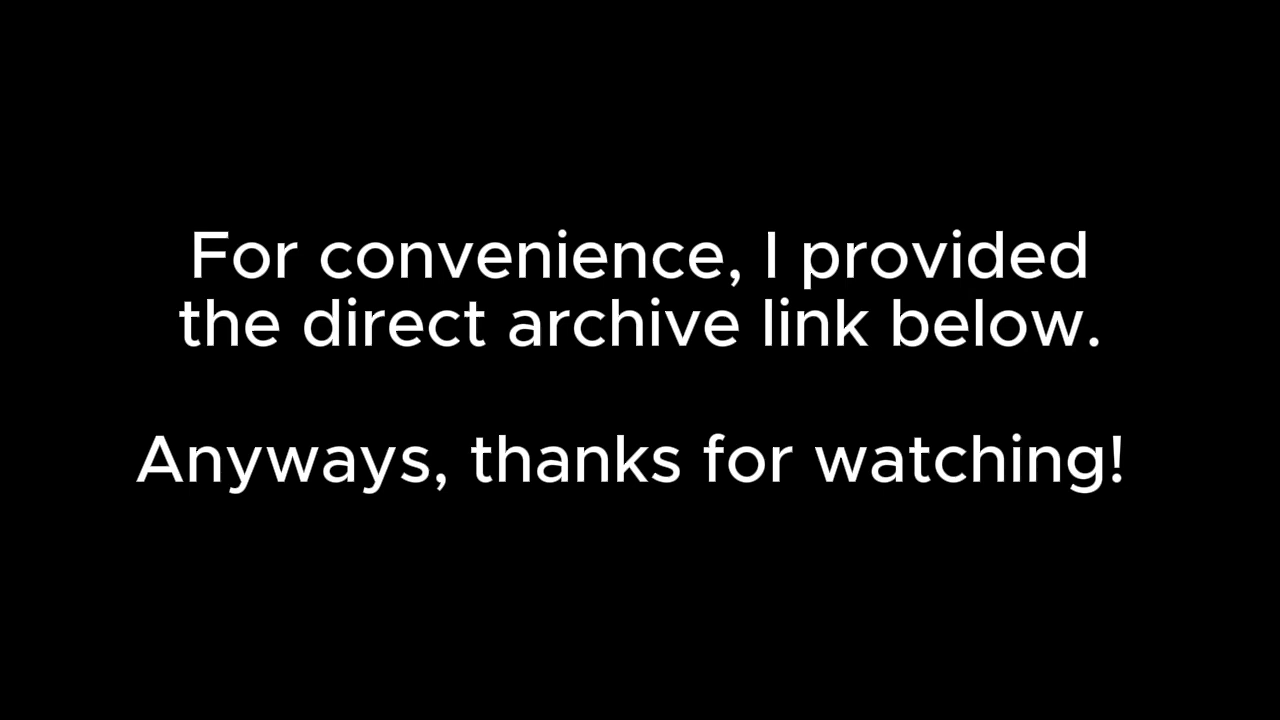 For convenience, I provided
the direct archive link below.
Anyways, thanks for watching!